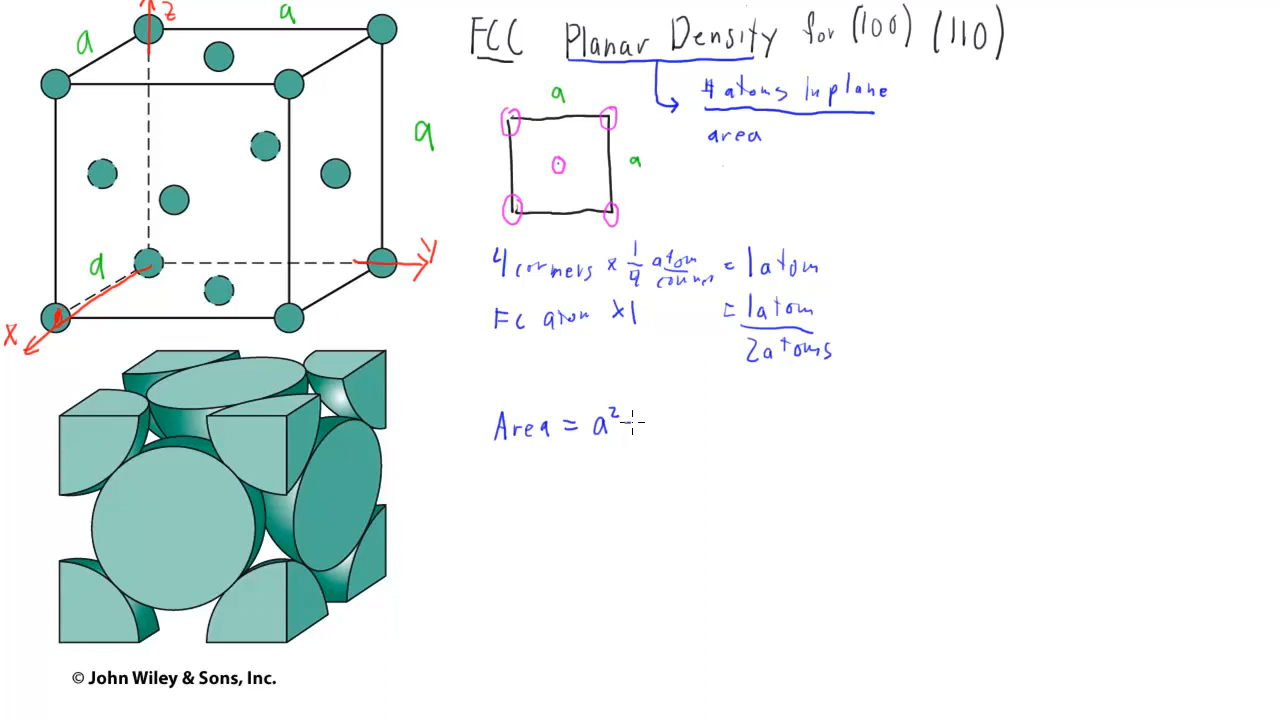 FCC Planar Density for (100) (110)
# atoms in plane
area
z
a
a
a
a
x
y
a
a
4 corners × 1/4 atom/corner = 1 atom
FC atom ×1 = 1 atom
2 atoms
Area = a²
© John Wiley & Sons, Inc.